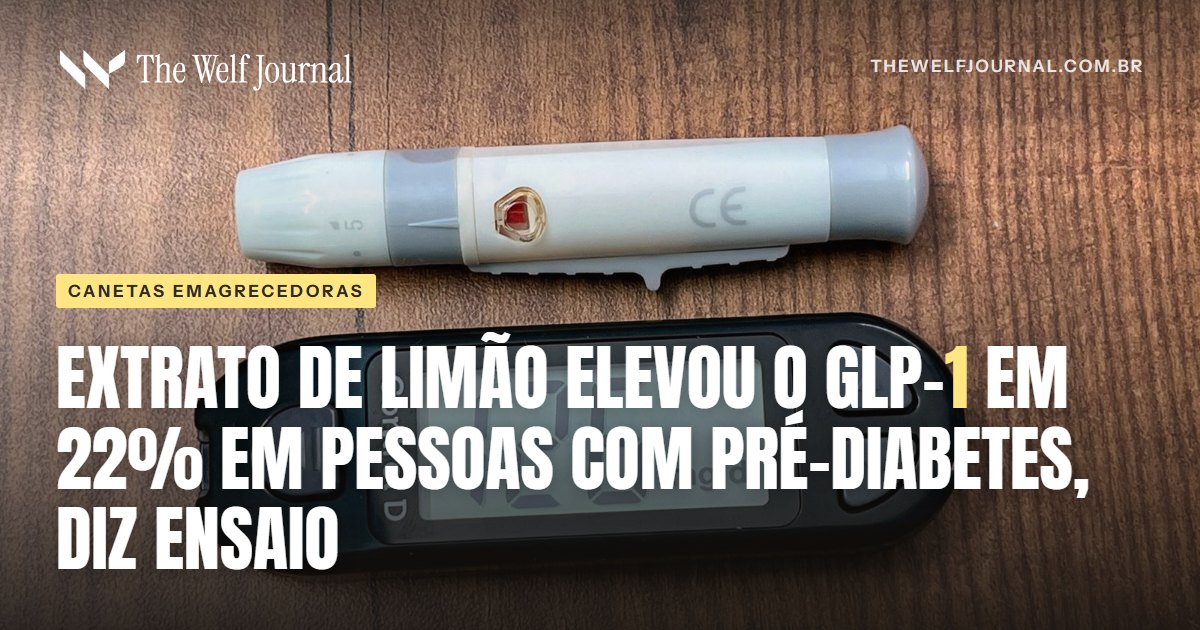 The Welf Journal
THEWELFJOURNAL.COM.BR
5
CE
CANETAS EMAGRECEDORAS
EXTRATO DE LIMÃO ELEVOU O GLP-1 EM
22% EM PESSOAS COM PRÉ-DIABETES,
DIZ ENSAIO